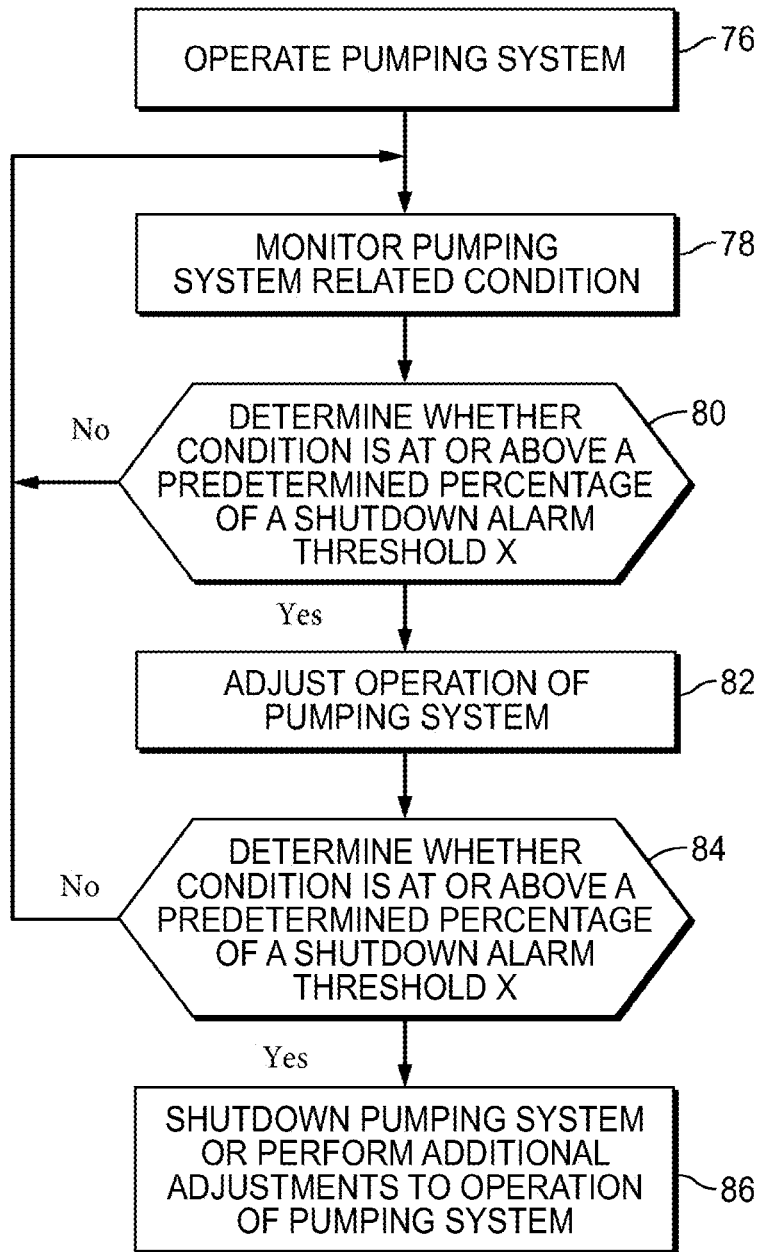 OPERATE PUMPING SYSTEM
76
MONITOR PUMPING
SYSTEM RELATED CONDITION
78
DETERMINE WHETHER
CONDITION IS AT OR ABOVE A
PREDETERMINED PERCENTAGE
OF A SHUTDOWN ALARM
THRESHOLD X
80
No
Yes
ADJUST OPERATION OF
PUMPING SYSTEM
82
DETERMINE WHETHER
CONDITION IS AT OR ABOVE A
PREDETERMINED PERCENTAGE
OF A SHUTDOWN ALARM
THRESHOLD X
84
No
Yes
SHUTDOWN PUMPING SYSTEM
OR PERFORM ADDITIONAL
ADJUSTMENTS TO OPERATION
OF PUMPING SYSTEM
86